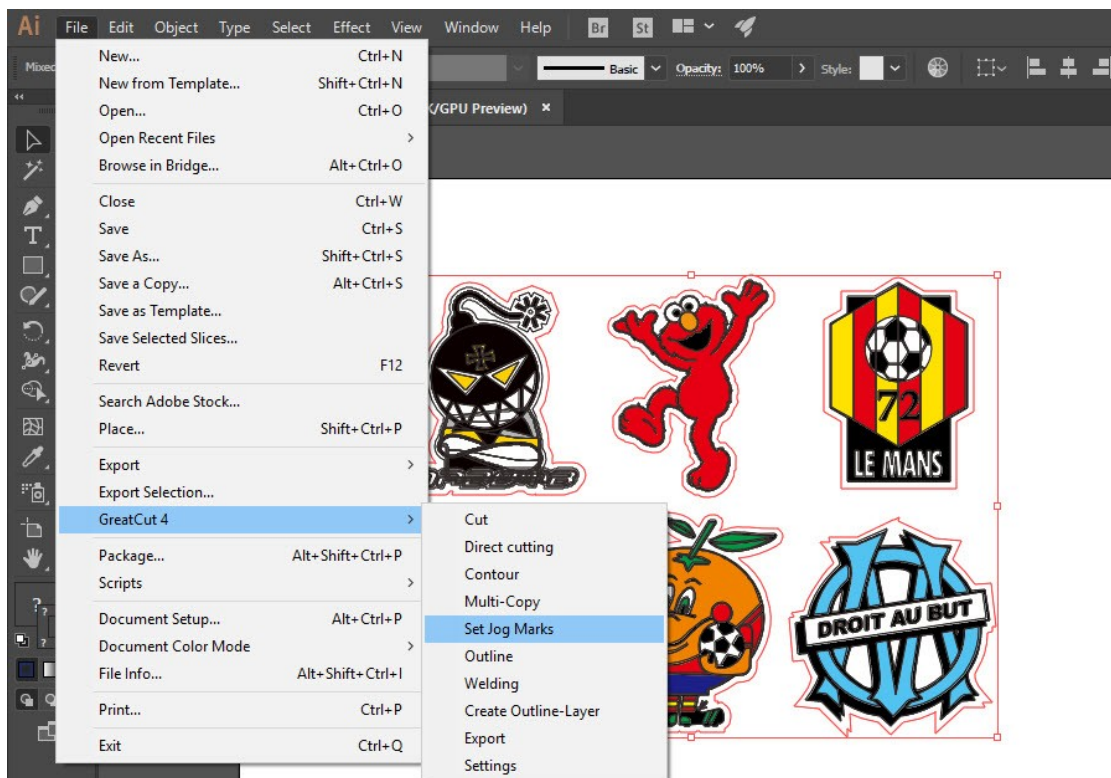 Ai File Edit Object Type Select Effect View Window Help Br St
Mixed Basic Opacity: 100% Style:
/GPU Preview) ×
New... Ctrl+N
New from Template... Shift+Ctrl+N
Open... Ctrl+O
Open Recent Files
Browse in Bridge... Alt+Ctrl+O
Close Ctrl+W
Save Ctrl+S
Save As... Shift+Ctrl+S
Save a Copy... Alt+Ctrl+S
Save as Template...
Save Selected Slices...
Revert F12
Search Adobe Stock...
Place... Shift+Ctrl+P
Export
Export Selection...
GreatCut 4
Package... Alt+Shift+Ctrl+P
Scripts
Document Setup... Alt+Ctrl+P
Document Color Mode
File Info... Alt+Shift+Ctrl+I
Print... Ctrl+P
Exit Ctrl+Q
Cut
Direct cutting
Contour
Multi-Copy
Set Jog Marks
Outline
Welding
Create Outline-Layer
Export
Settings
72
LE MANS
DROIT AU BUT